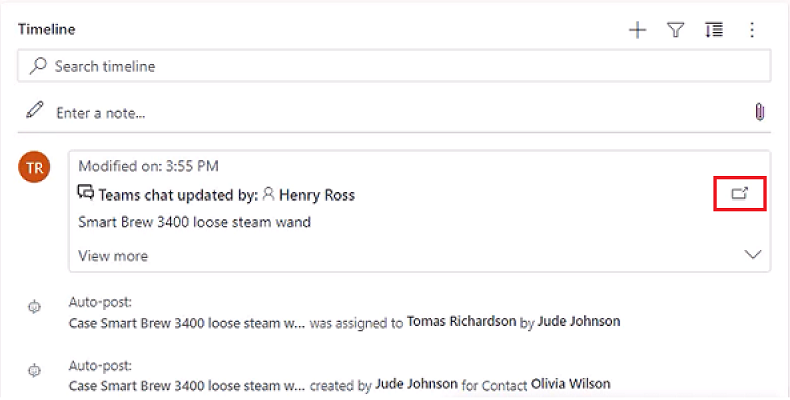 Timeline
Search timeline
Enter a note...
TR
Modified on: 3:55 PM
Teams chat updated by: Henry Ross
Smart Brew 3400 loose steam wand
View more
Auto-post:
Case Smart Brew 3400 loose steam w... was assigned to Tomas Richardson by Jude Johnson
Auto-post:
Case Smart Brew 3400 loose steam w... created by Jude Johnson for Contact Olivia Wilson